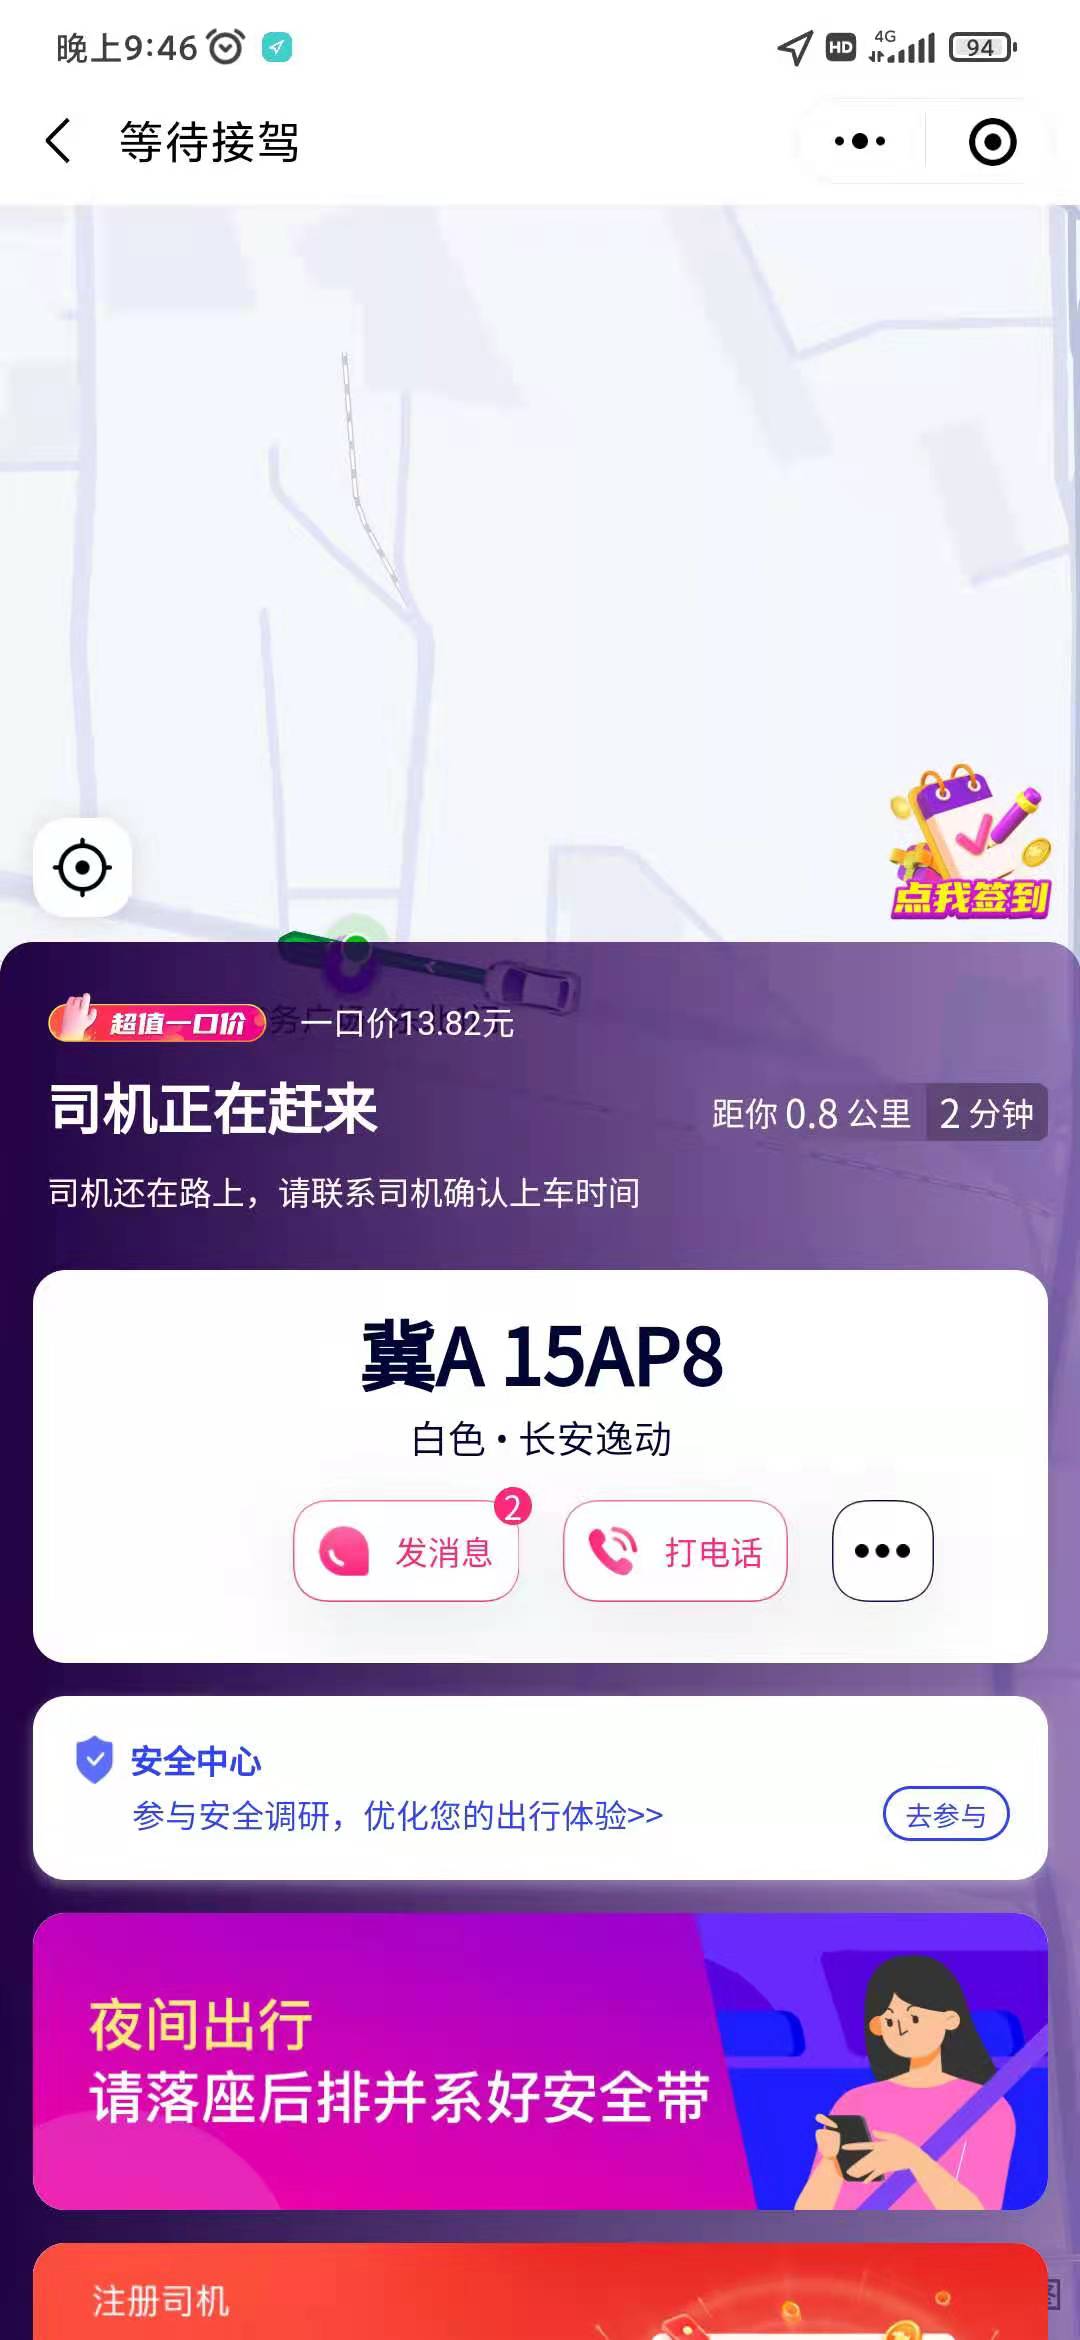 晚上9:46
HD
4G
94
等待接驾
点我签到
超值一口价
一口价13.82元
司机正在赶来
距你 0.8 公里 2 分钟
司机还在路上，请联系司机确认上车时间
冀A 15AP8
白色·长安逸动
发消息 2
打电话
安全中心
参与安全调研，优化您的出行体验>>
去参与
夜间出行
请落座后排并系好安全带
注册司机